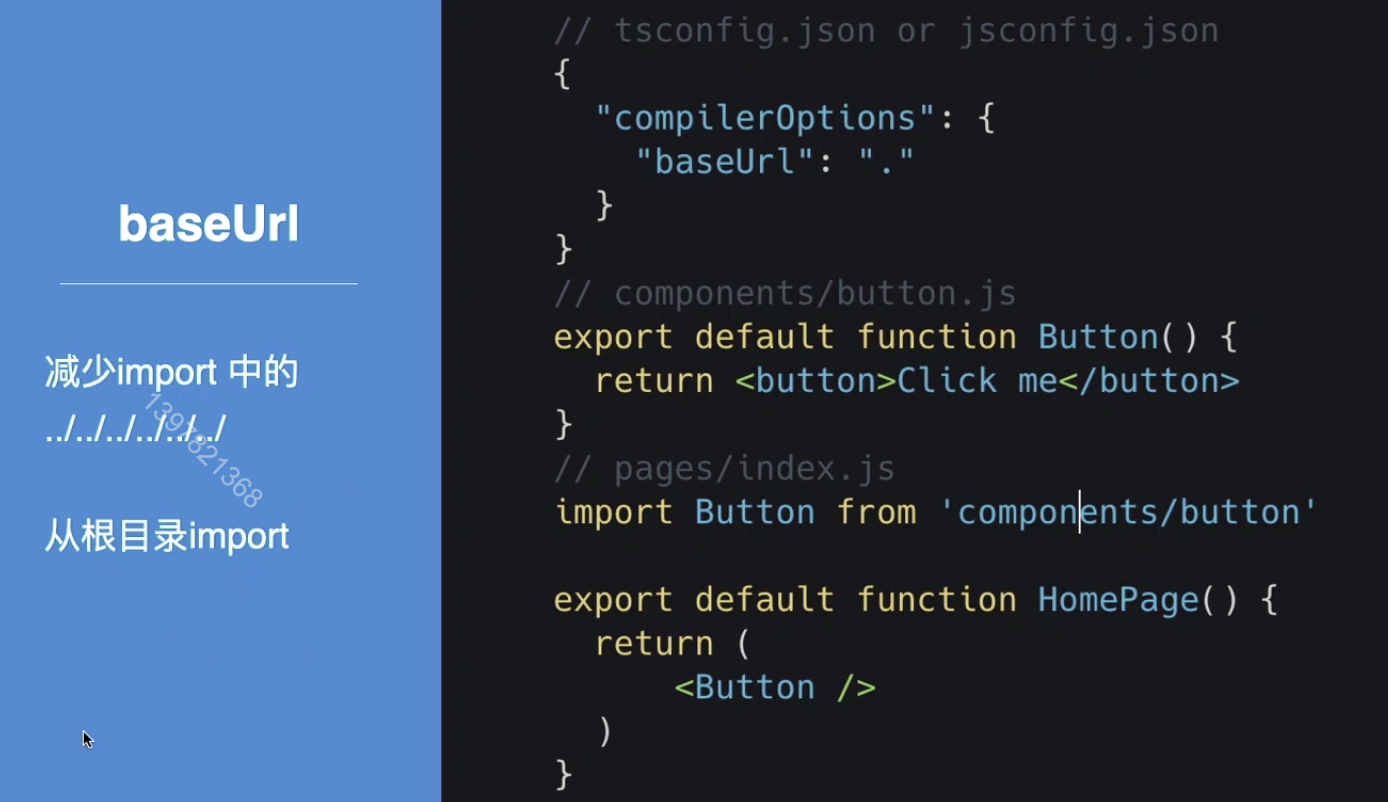 baseUrl
减少import 中的
../../../../../../
1397821368
从根目录import
// tsconfig.json or jsconfig.json
{
"compilerOptions": {
"baseUrl": "."
}
}
// components/button.js
export default function Button() {
return <button>Click me</button>
}
// pages/index.js
import Button from 'components/button'
export default function HomePage() {
return (
<Button />
)
}